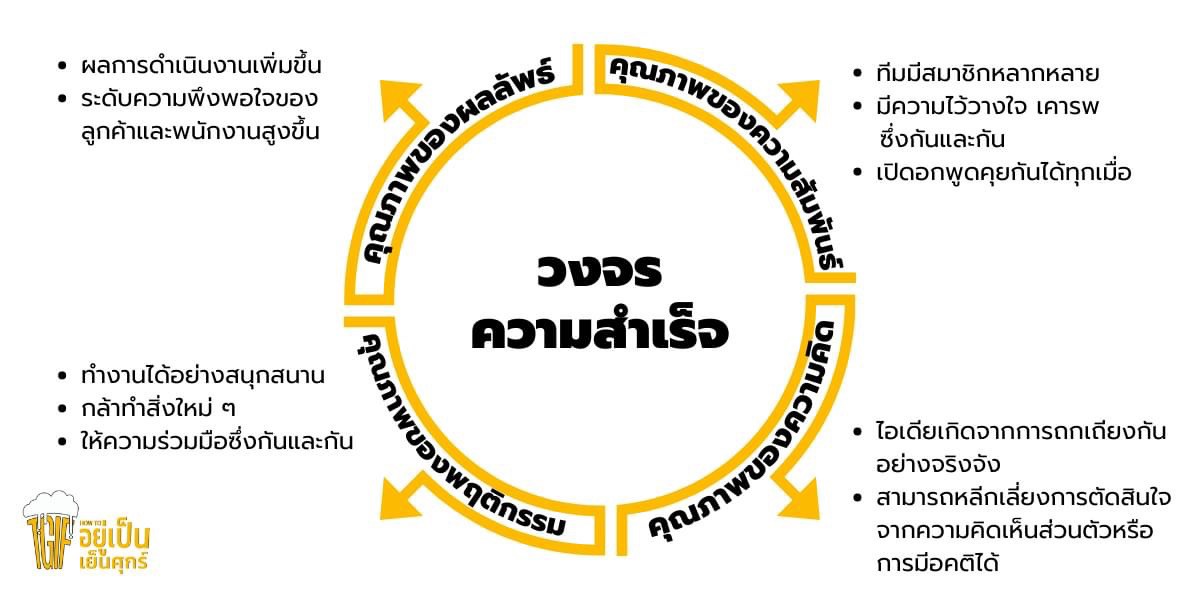 คุณภาพของผลลัพธ์
• ผลการดำเนินงานเพิ่มขึ้น
• ระดับความพึงพอใจของ
ลูกค้าและพนักงานสูงขึ้น
คุณภาพของความสัมพันธ์
• ทีมมีสมาชิกหลากหลาย
• มีความไว้วางใจ เคารพ
ซึ่งกันและกัน
• เปิดอกพูดคุยกันได้ทุกเมื่อ
วงจร
ความสำเร็จ
คุณภาพของพฤติกรรม
• ทำงานได้อย่างสนุกสนาน
• กล้าทำสิ่งใหม่ ๆ
• ให้ความร่วมมือซึ่งกันและกัน
คุณภาพของความคิด
• ไอเดียเกิดจากการถกเถียงกัน
อย่างจริงจัง
• สามารถหลีกเลี่ยงการตัดสินใจ
จากความคิดเห็นส่วนตัวหรือ
การมีอคติได้
TGIF
HOW TO
อยู่เป็น
เย็นศุกร์